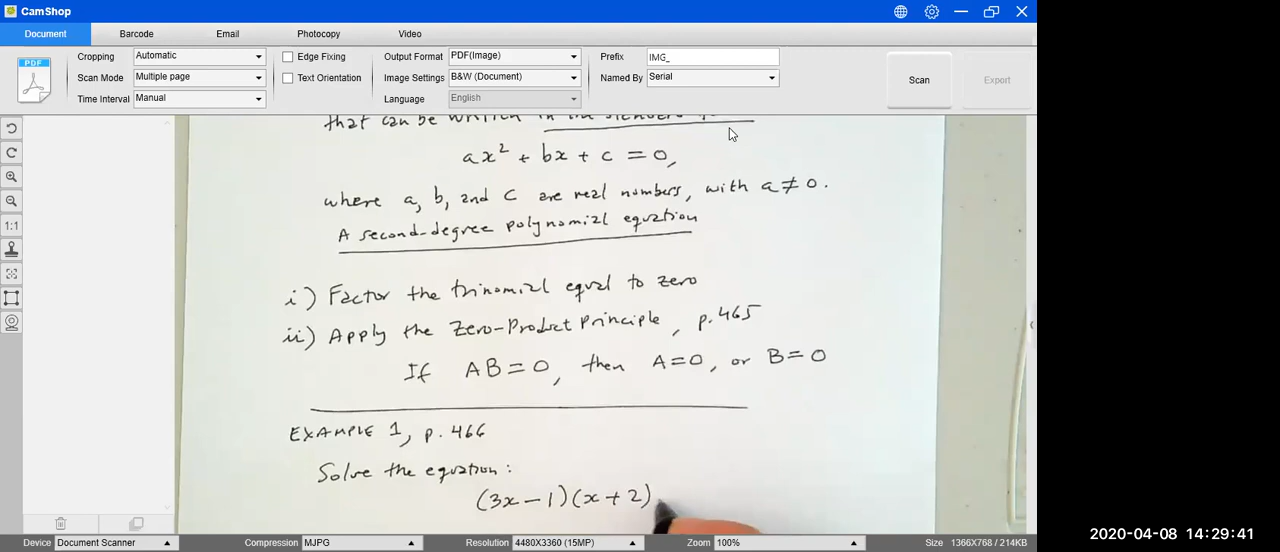 CamShop
Document Barcode Email Photocopy Video
Cropping Automatic Edge Fixing Output Format PDF(Image) Prefix IMG_
Scan Mode Multiple page Text Orientation Image Settings B&W (Document) Named By Serial Scan Export
Time Interval Manual Language English
PDF
1:1
that can be written in the standard
ax² + bx + c = 0,
where a, b, and c are real numbers, with a ≠ 0.
A second-degree polynomial equation
i) Factor the trinomial equal to zero
ii) Apply the Zero-Product Principle, p.465
If AB = 0, then A = 0, or B = 0
EXAMPLE 1, p. 466
Solve the equation:
(3x - 1)(x + 2)
Device Document Scanner Compression MJPG Resolution 4480X3360 (15MP) Zoom 100% Size 1366X768 / 214KB
2020-04-08 14:29:41